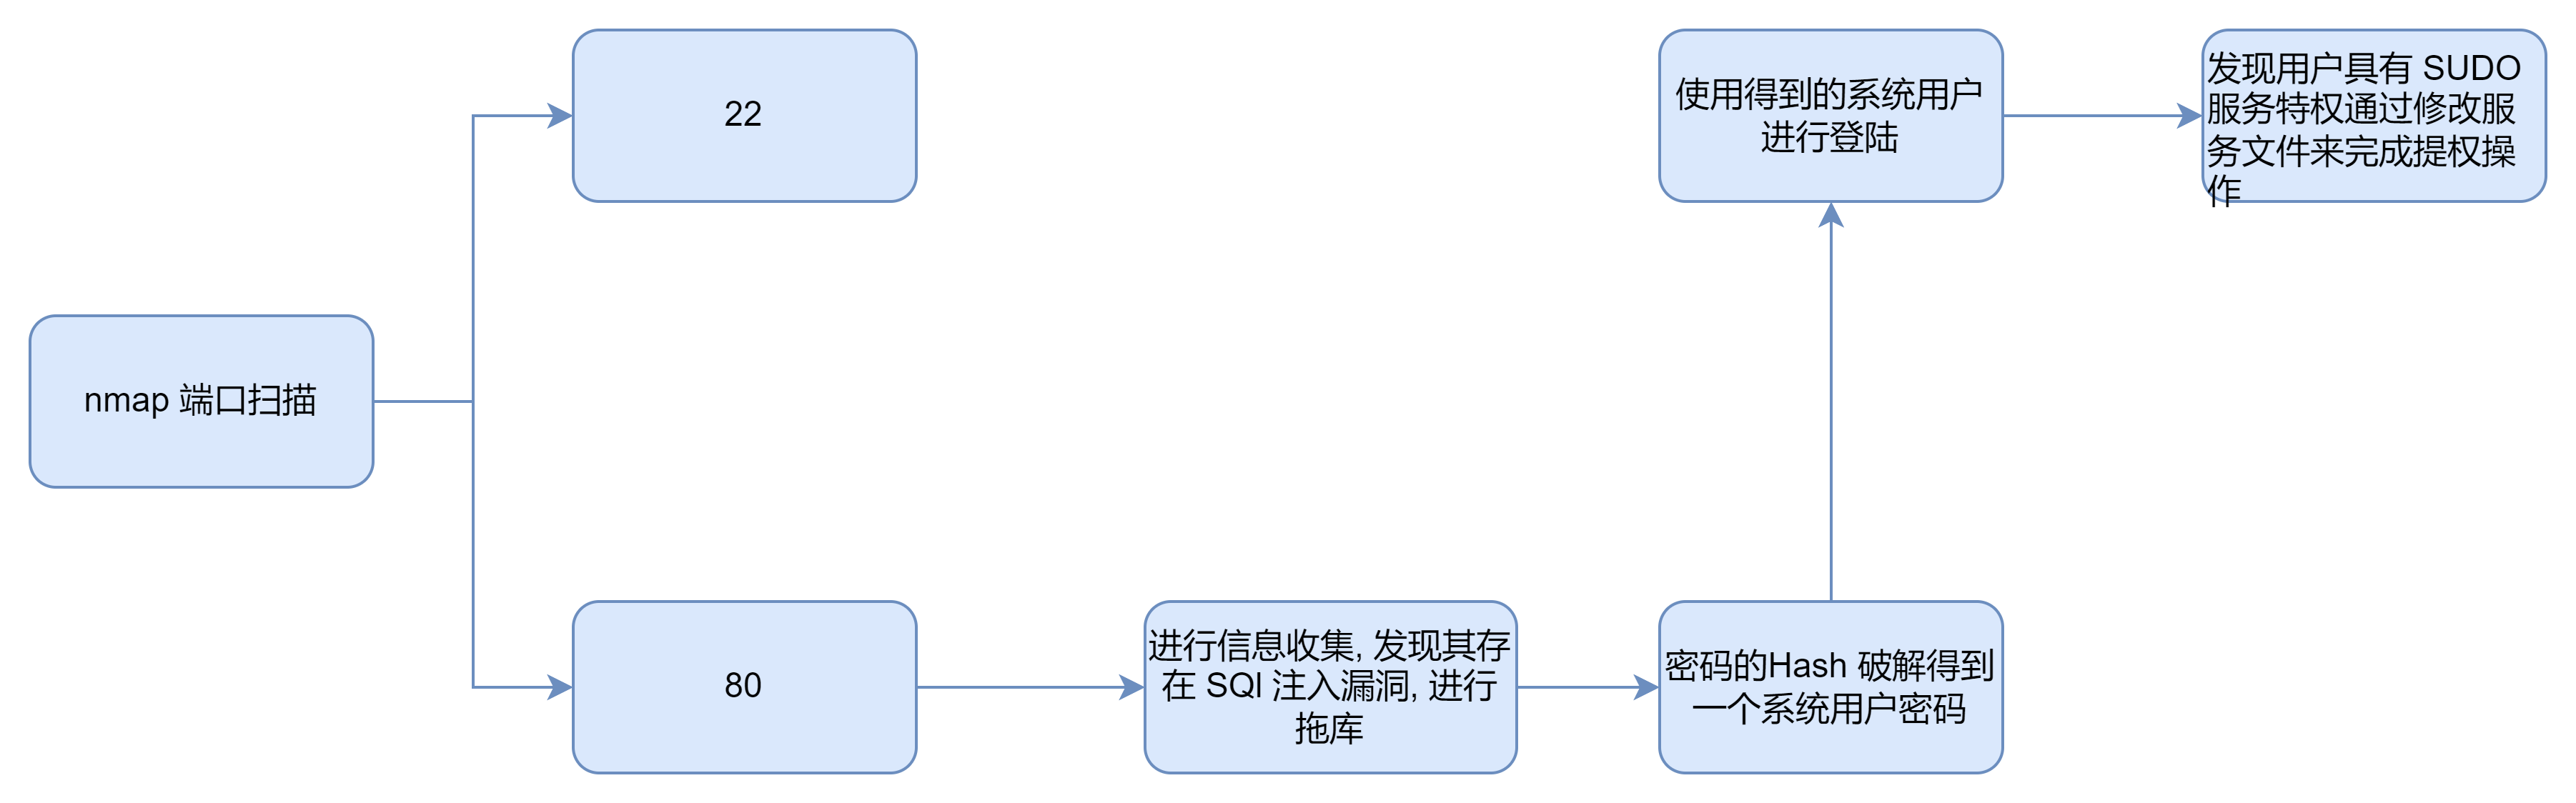 nmap 端口扫描
22
80
进行信息收集, 发现其存
在 SQl 注入漏洞, 进行
拖库
密码的Hash 破解得到
一个系统用户密码
使用得到的系统用户
进行登陆
发现用户具有 SUDO
服务特权通过修改服
务文件来完成提权操
作